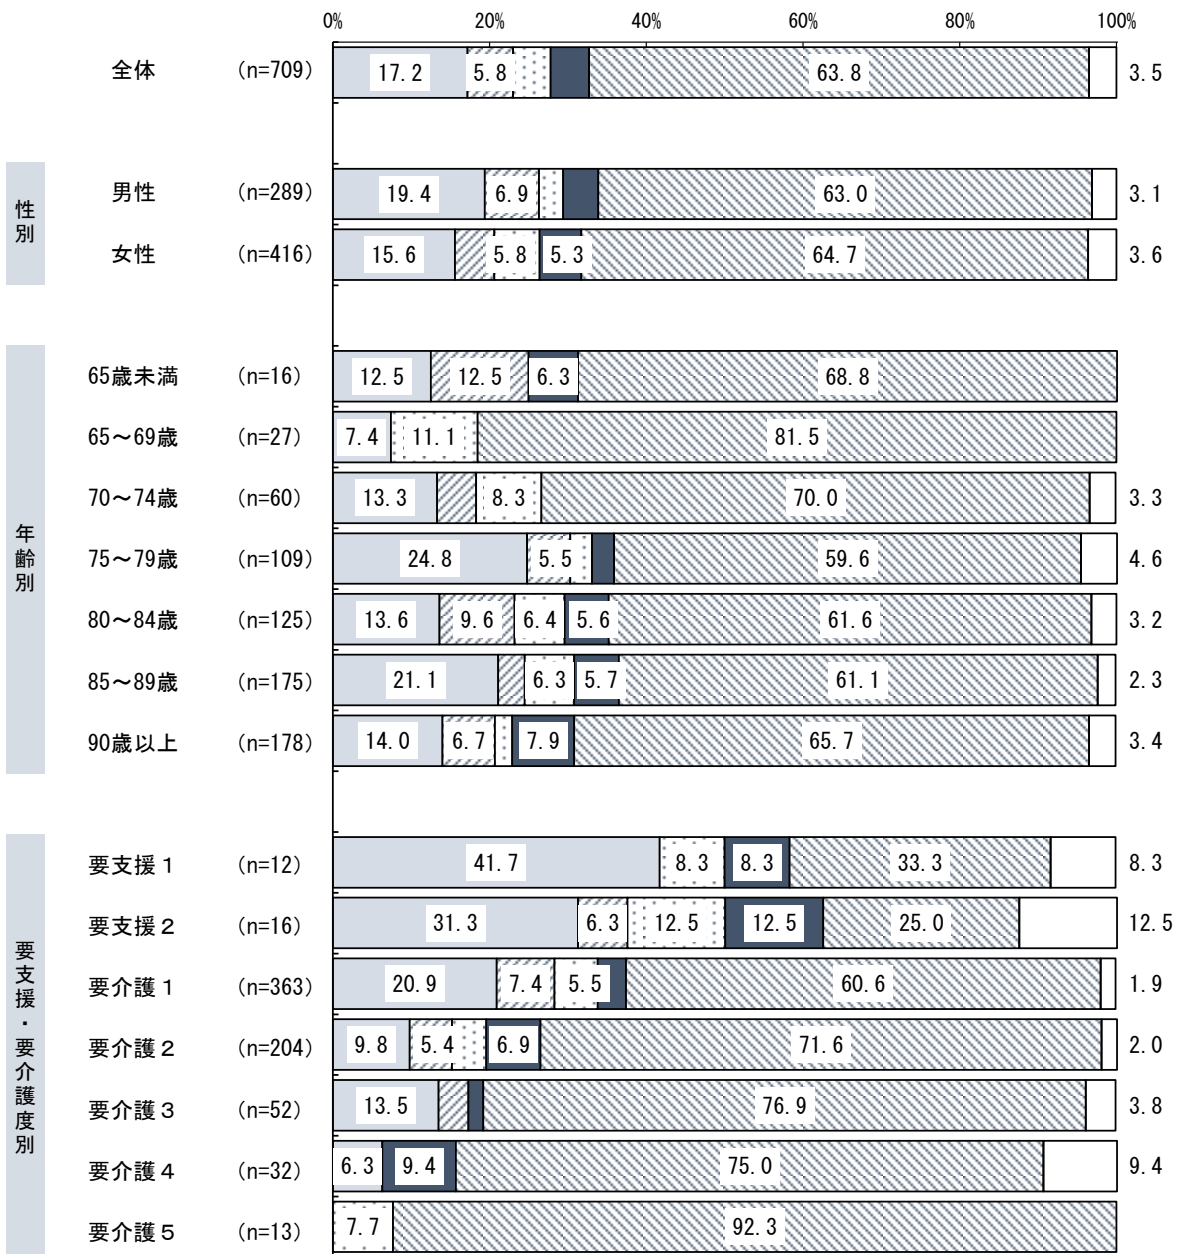 0% 20% 40% 60% 80% 100%
全体 (n=709) 17.2 5.8 63.8 3.5
性別
男性 (n=289) 19.4 6.9 63.0 3.1
女性 (n=416) 15.6 5.8 5.3 64.7 3.6
年齢別
65歳未満 (n=16) 12.5 12.5 6.3 68.8
65～69歳 (n=27) 7.4 11.1 81.5
70～74歳 (n=60) 13.3 8.3 70.0 3.3
75～79歳 (n=109) 24.8 5.5 59.6 4.6
80～84歳 (n=125) 13.6 9.6 6.4 5.6 61.6 3.2
85～89歳 (n=175) 21.1 6.3 5.7 61.1 2.3
90歳以上 (n=178) 14.0 6.7 7.9 65.7 3.4
要支援・要介護度別
要支援１ (n=12) 41.7 8.3 8.3 33.3 8.3
要支援２ (n=16) 31.3 6.3 12.5 12.5 25.0 12.5
要介護１ (n=363) 20.9 7.4 5.5 60.6 1.9
要介護２ (n=204) 9.8 5.4 6.9 71.6 2.0
要介護３ (n=52) 13.5 76.9 3.8
要介護４ (n=32) 6.3 9.4 75.0 9.4
要介護５ (n=13) 7.7 92.3